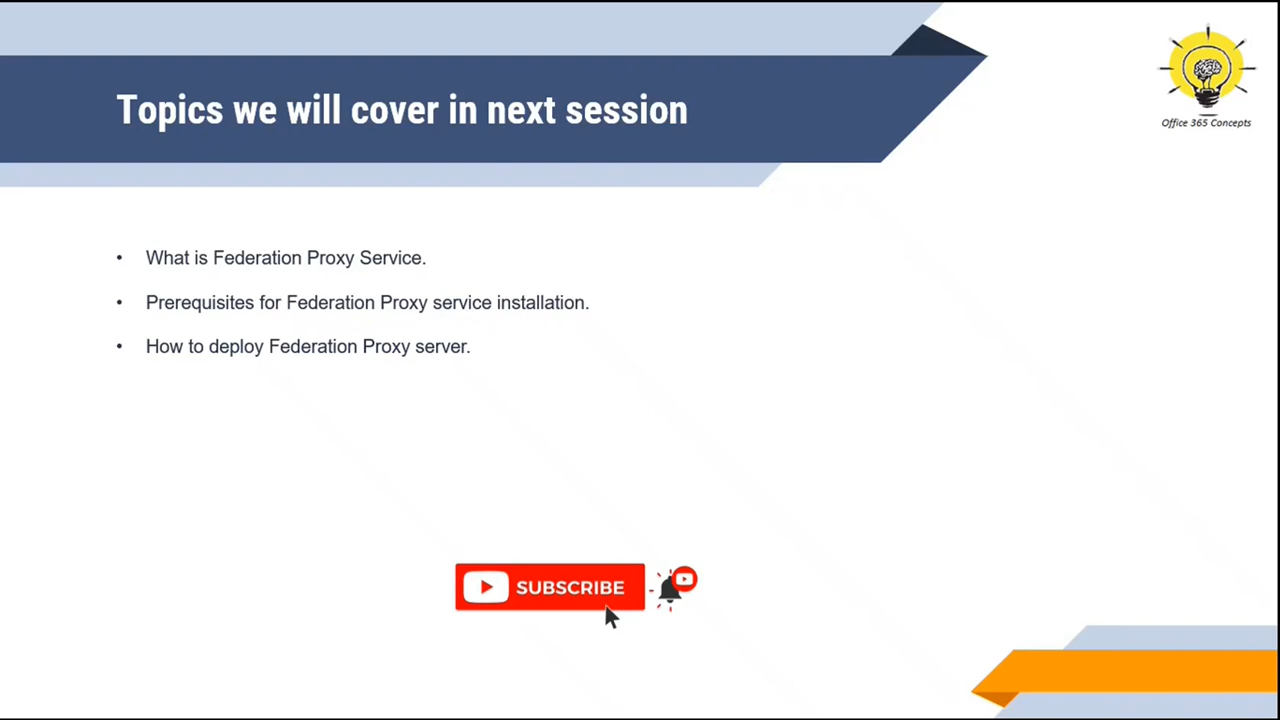 Topics we will cover in next session
Office 365 Concepts
• What is Federation Proxy Service.
• Prerequisites for Federation Proxy service installation.
• How to deploy Federation Proxy server.
SUBSCRIBE